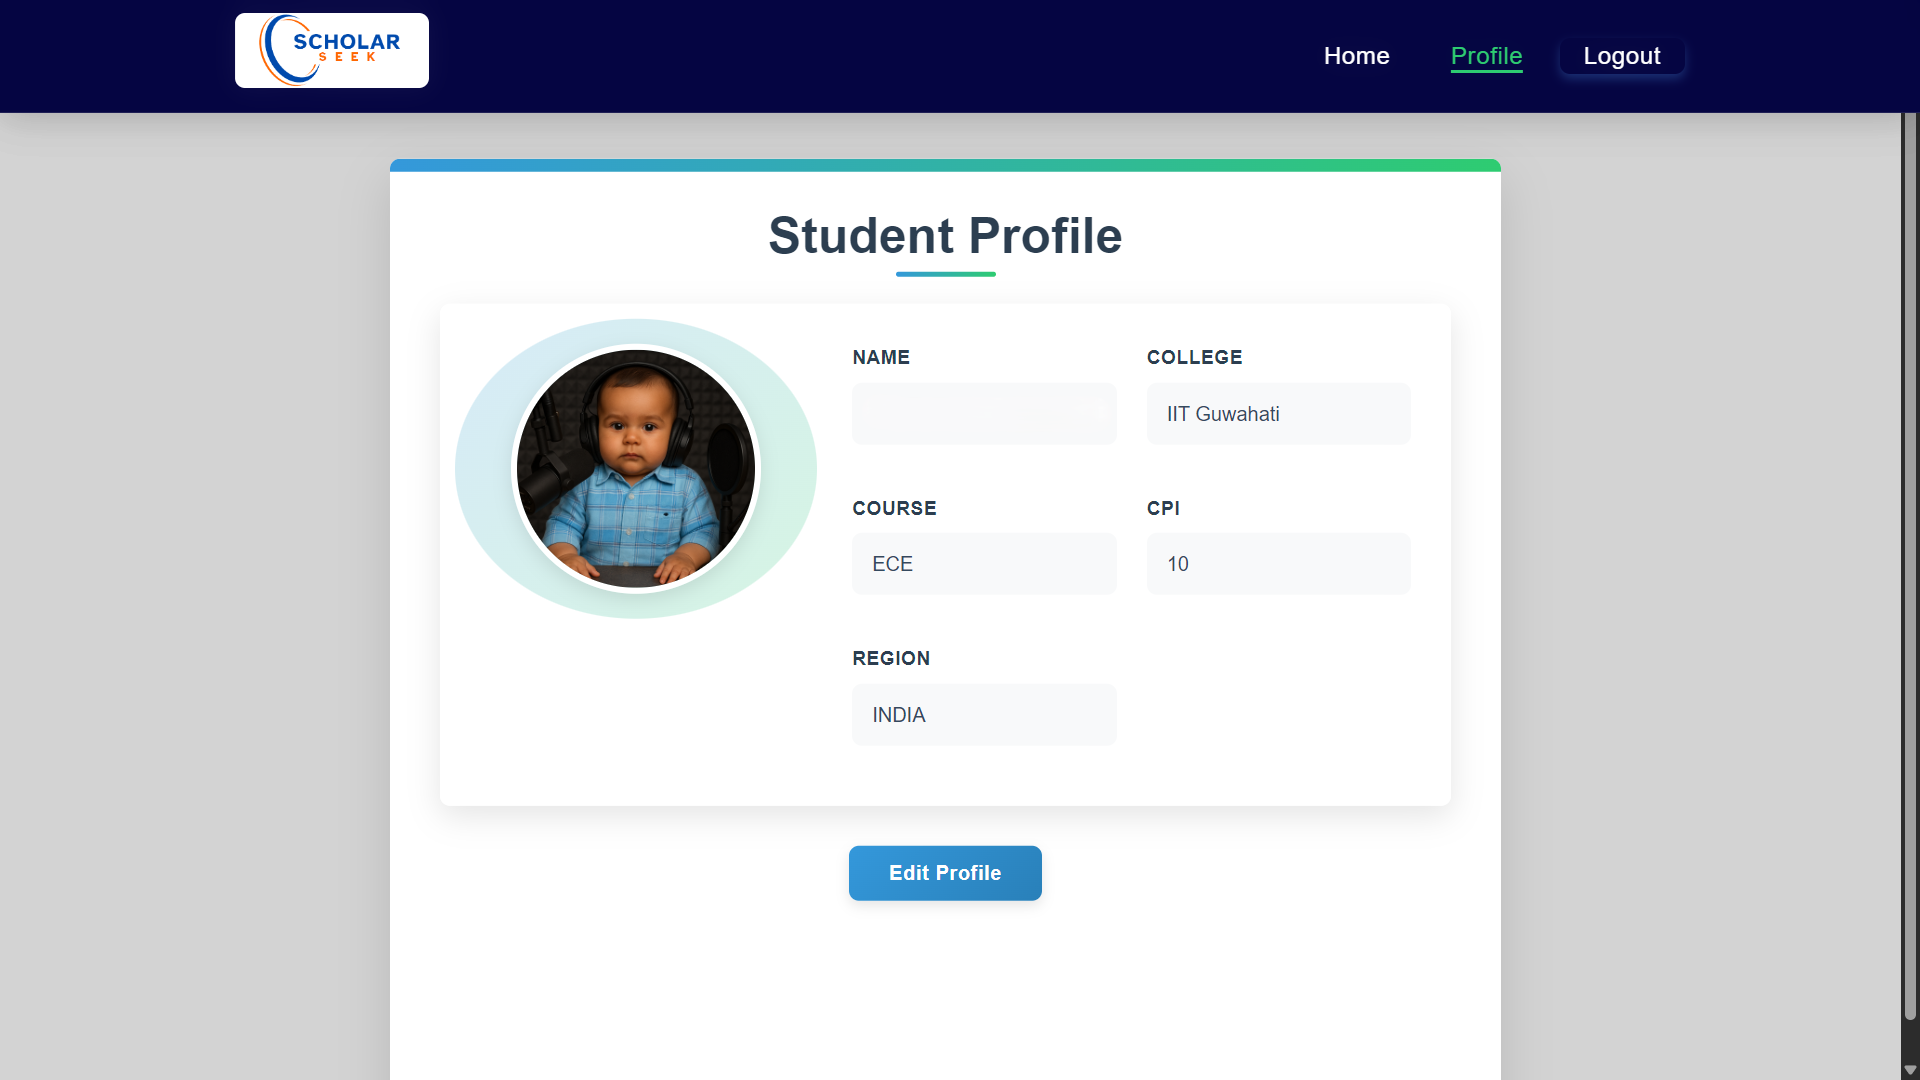 SCHOLAR
SEEK
Home
Profile
Logout
Student Profile
NAME
COLLEGE
IIT Guwahati
COURSE
CPI
ECE
10
REGION
INDIA
Edit Profile